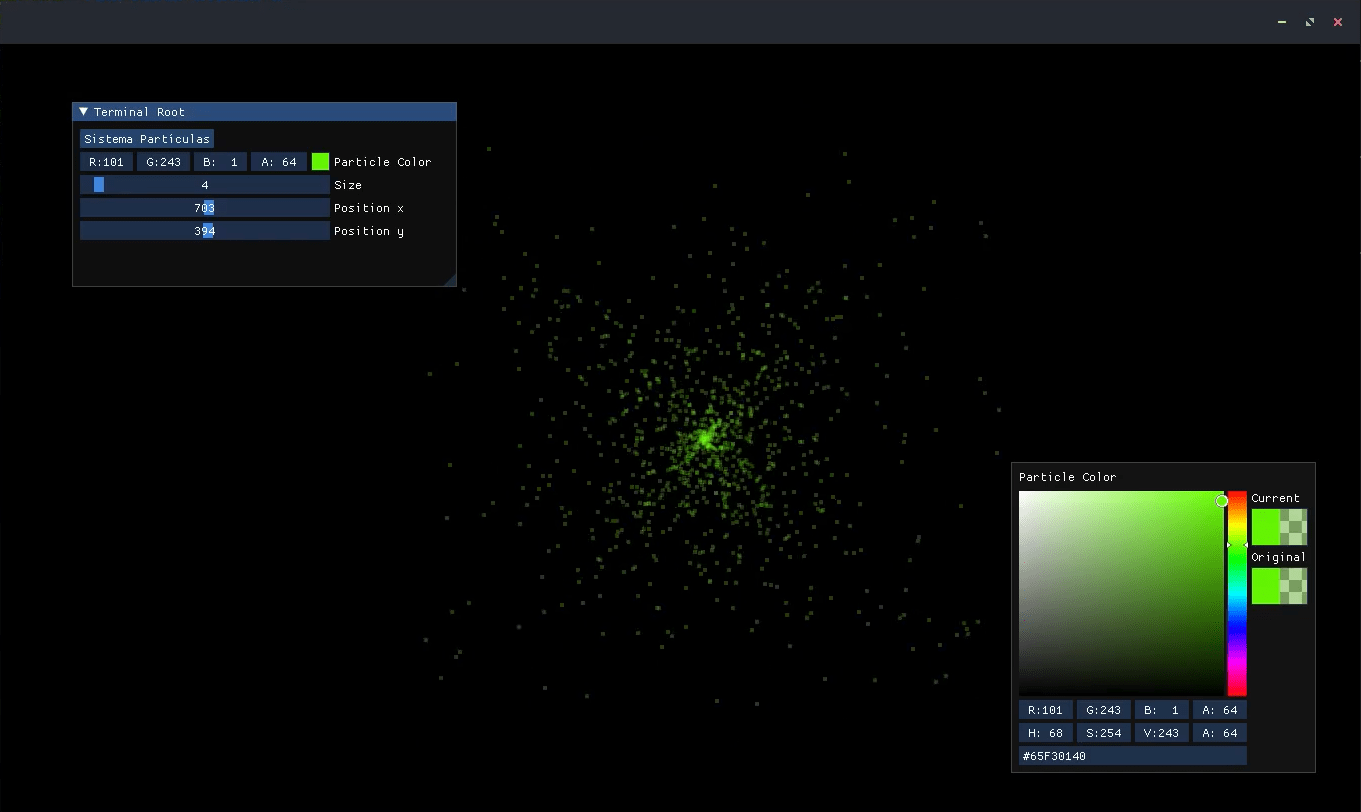 Terminal Root
Sistema Partículas
R:101 G:243 B: 1 A: 64 Particle Color
4 Size
703 Position x
394 Position y
Particle Color
Current
Original
R:101 G:243 B: 1 A: 64
H: 68 S:254 V:243 A: 64
#65F30140